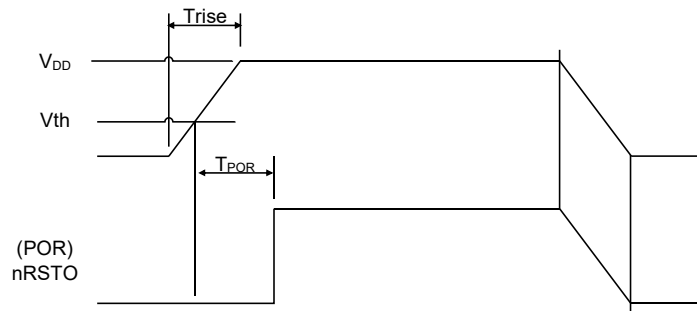 Trise
VDD
Vth
TPOR
(POR)
nRSTO